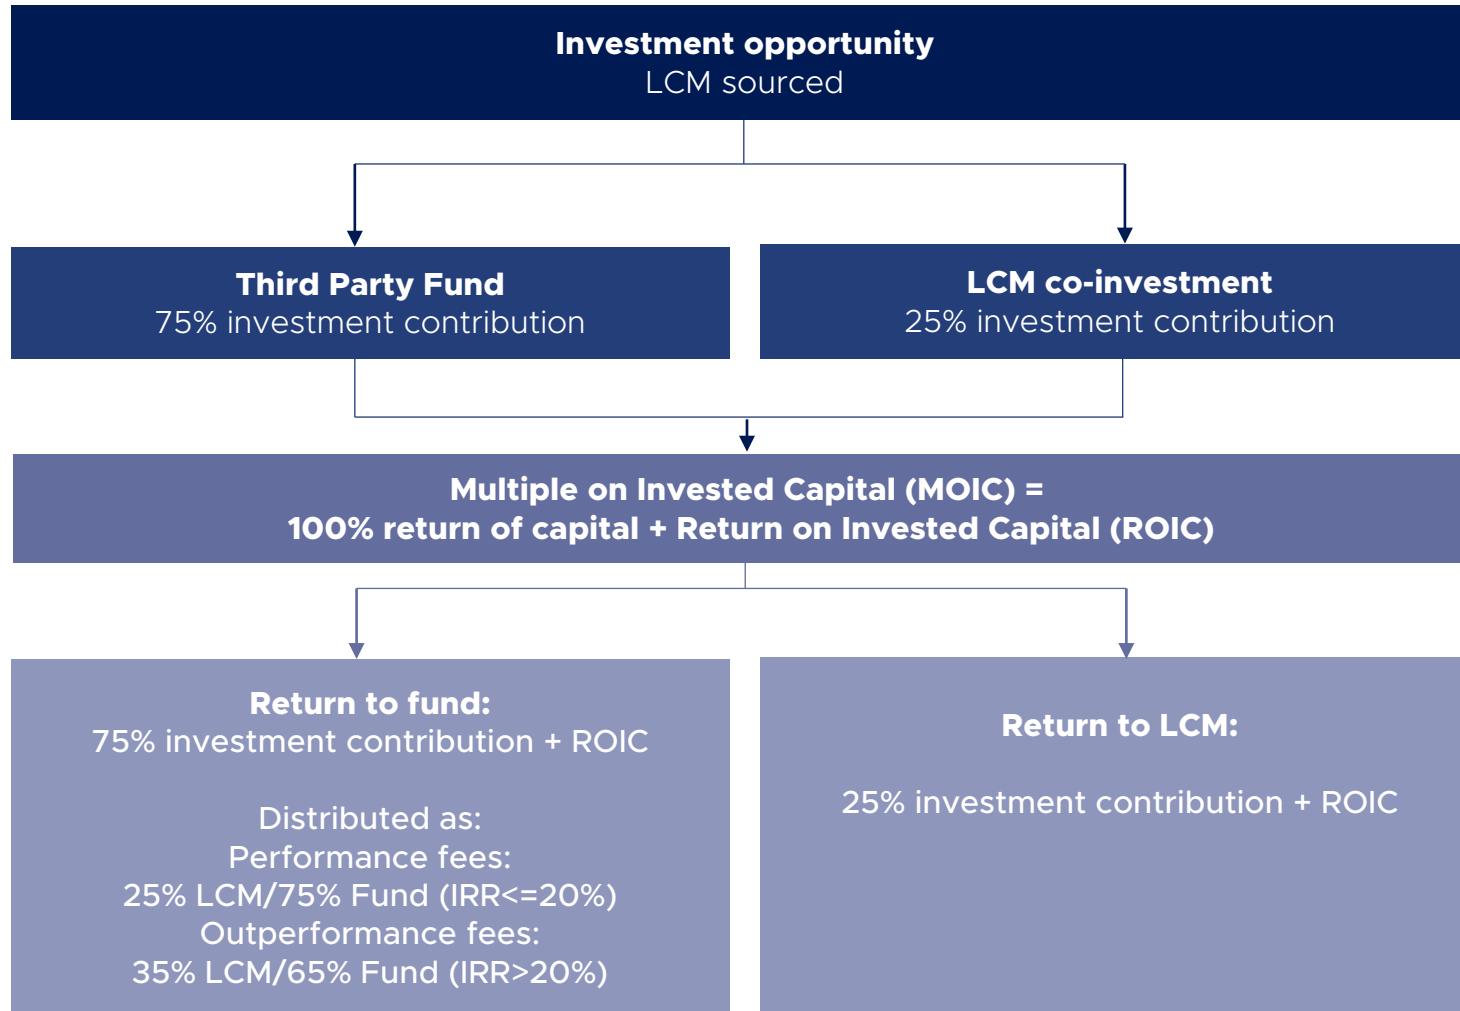 Investment opportunity
LCM sourced
Third Party Fund
75% investment contribution
LCM co-investment
25% investment contribution
Multiple on Invested Capital (MOIC) =
100% return of capital + Return on Invested Capital (ROIC)
Return to fund:
75% investment contribution + ROIC
Distributed as:
Performance fees:
25% LCM/75% Fund (IRR<=20%)
Outperformance fees:
35% LCM/65% Fund (IRR>20%)
Return to LCM:
25% investment contribution + ROIC